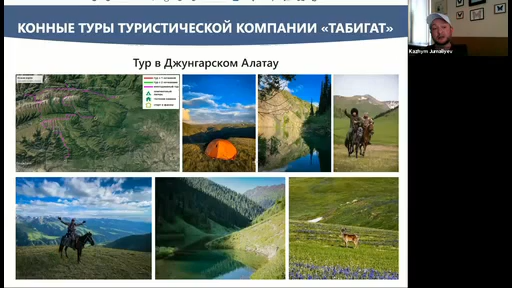 КОННЫЕ ТУРЫ ТУРИСТИЧЕСКОЙ КОМПАНИИ «ТАБИГАТ»
Тур в Джунгарском Алатау
Kazhym Jumaliyev